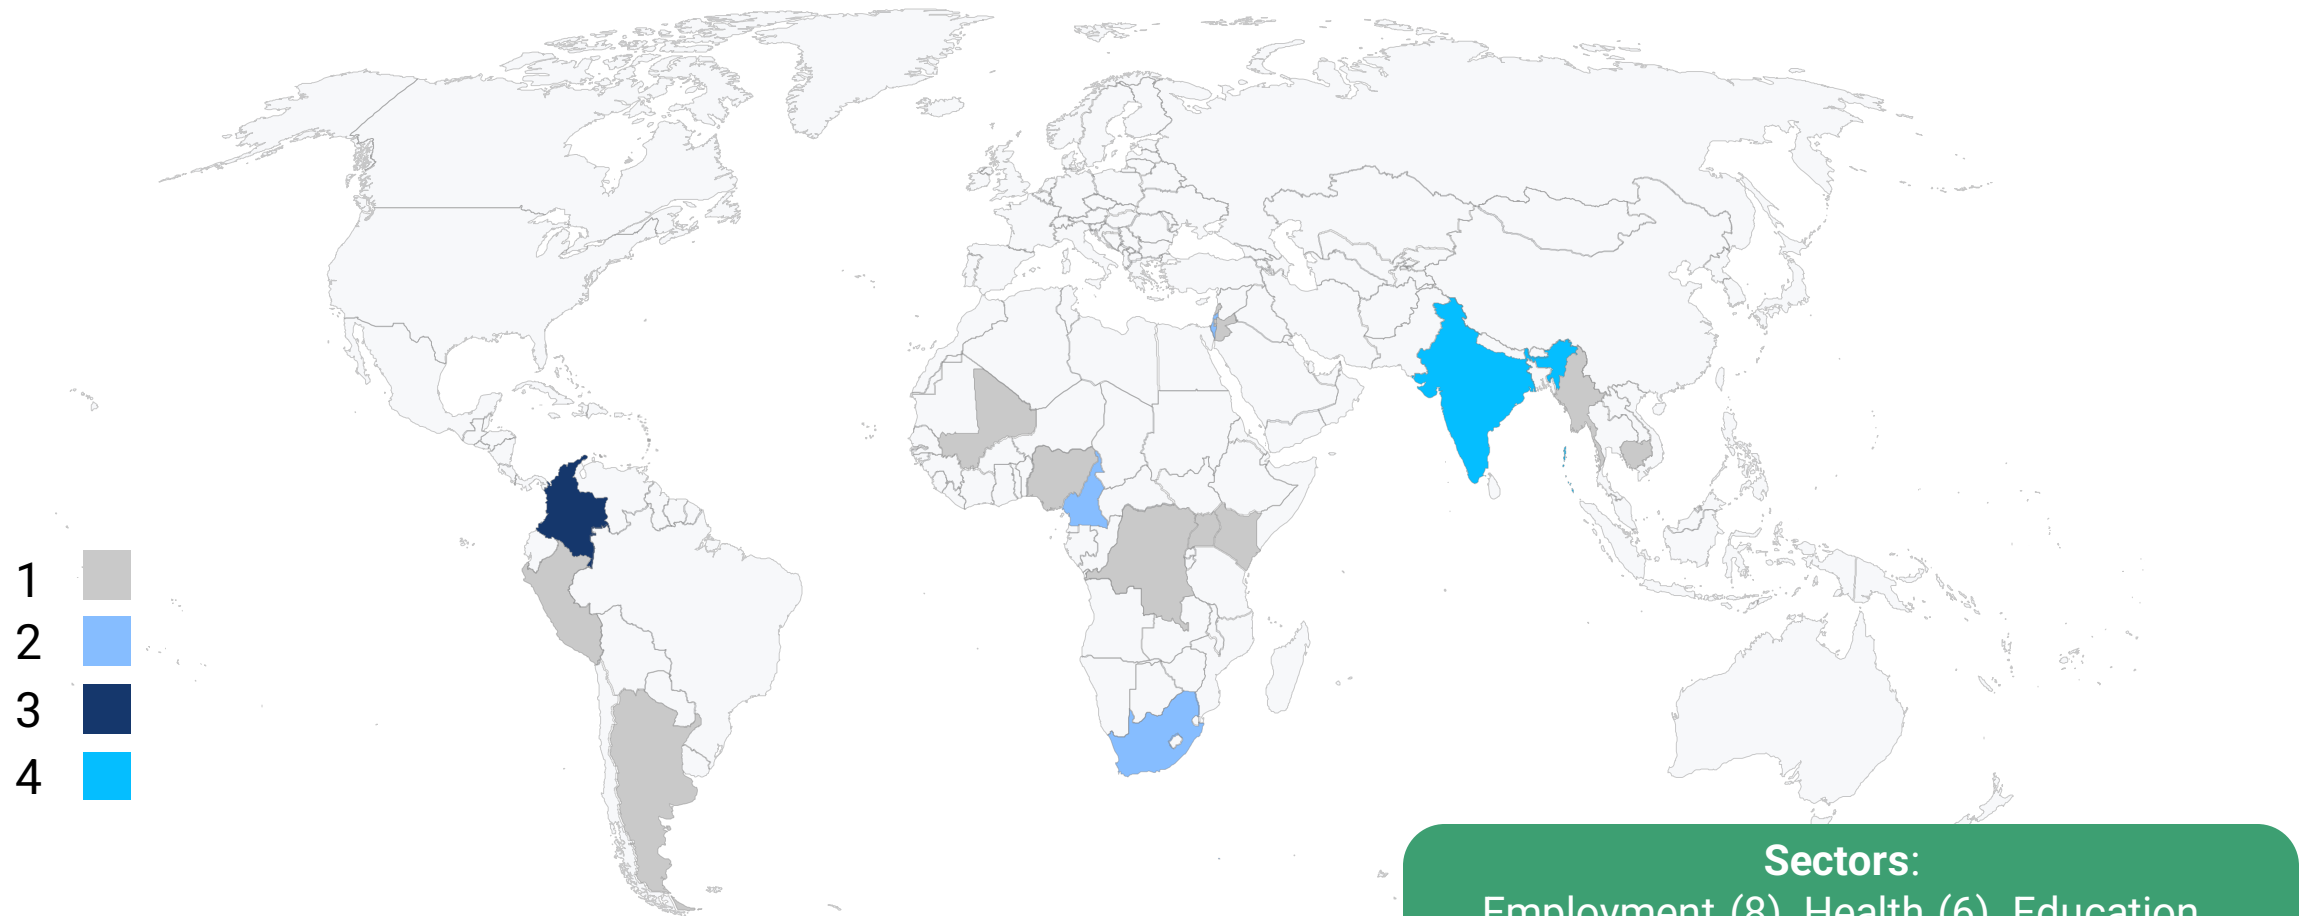 1
2
3
4
Sectors:
Employment (8), Health (6), Education